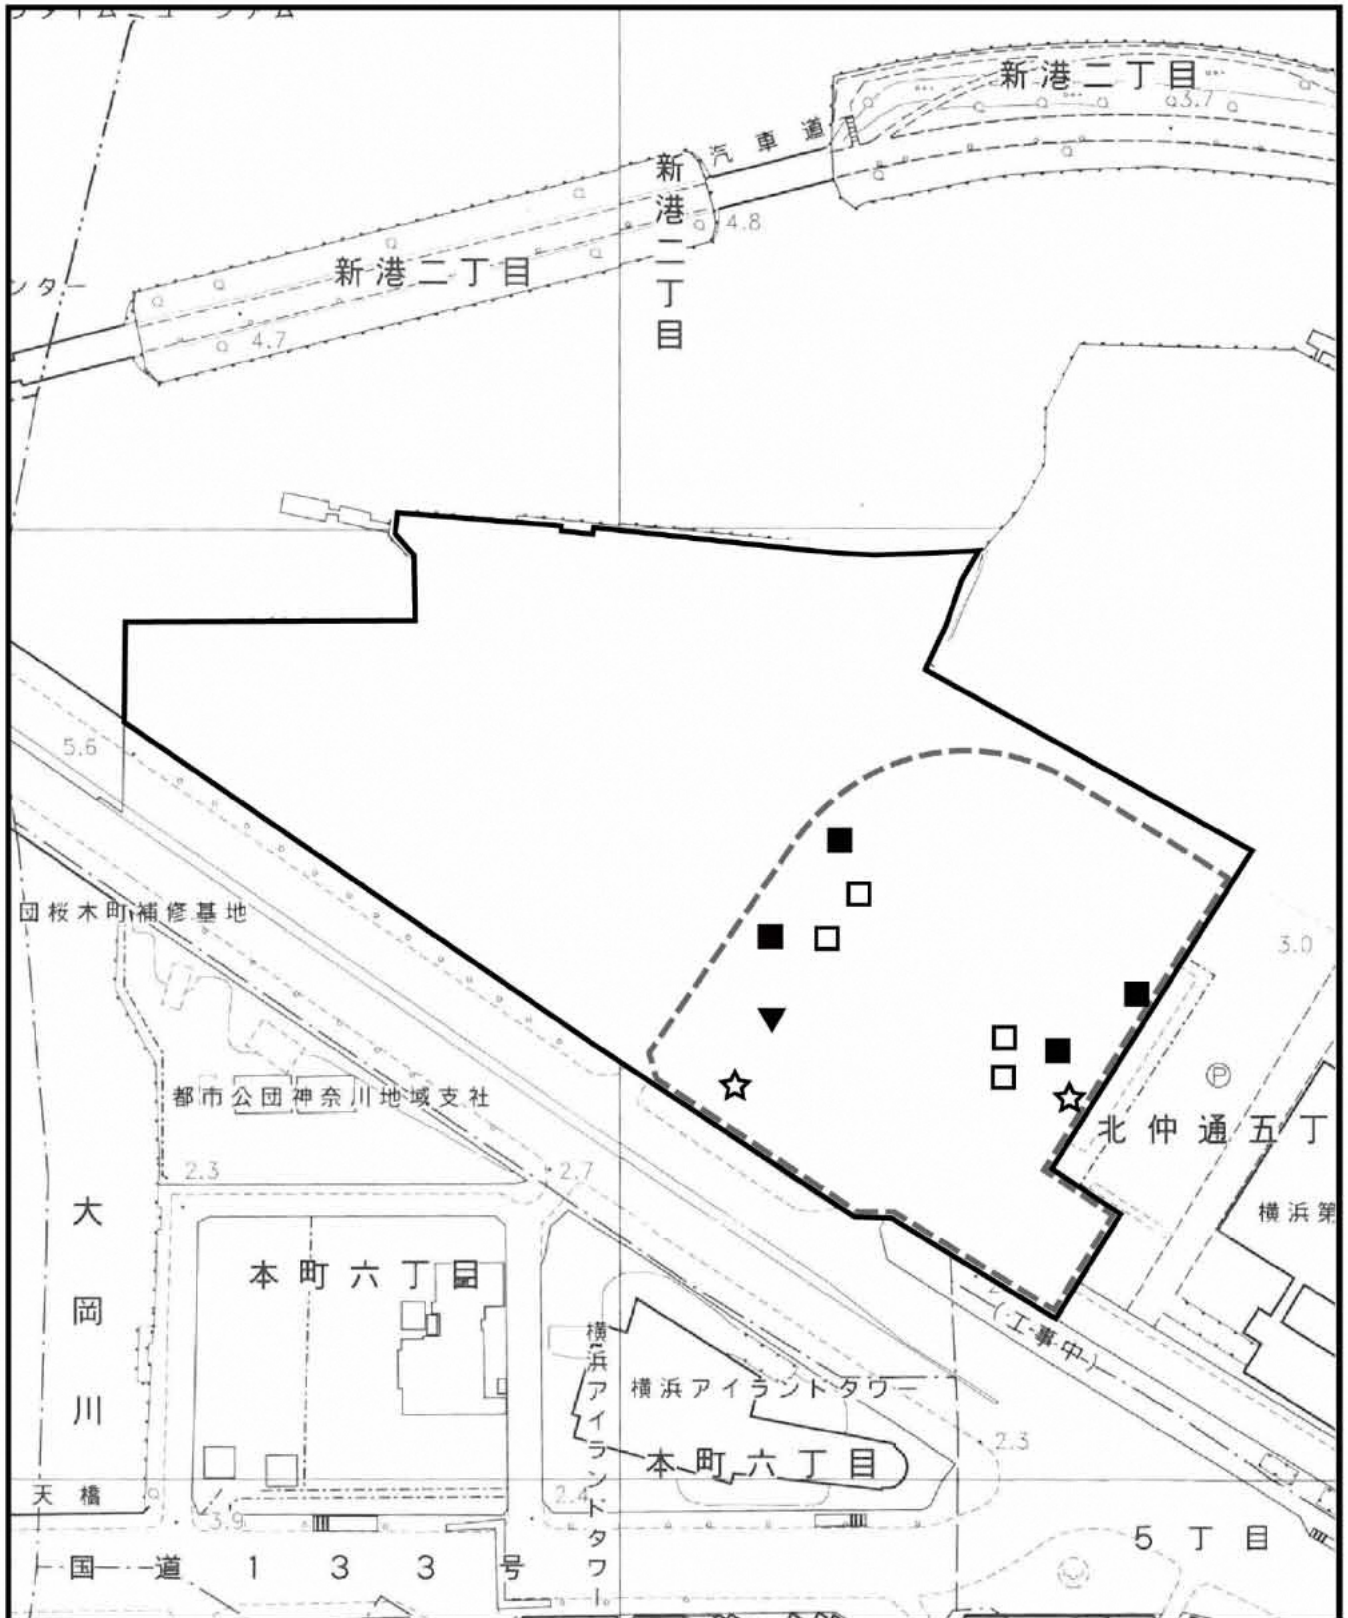 新港二丁目
3.7
汽車道
新港二丁目
4.8
新港二丁目
ンター
4.7
5.6
団桜木町補修基地
3.0
都市公団神奈川地域支社
Ⓟ
北仲通五丁
2.3
2.7
大岡川
横浜第
本町六丁目
(工事中)
横浜アイランドタワー
横浜アイランドタワー
2.3
本町六丁目
2.4
天橋
3.9
5丁目
国道133号